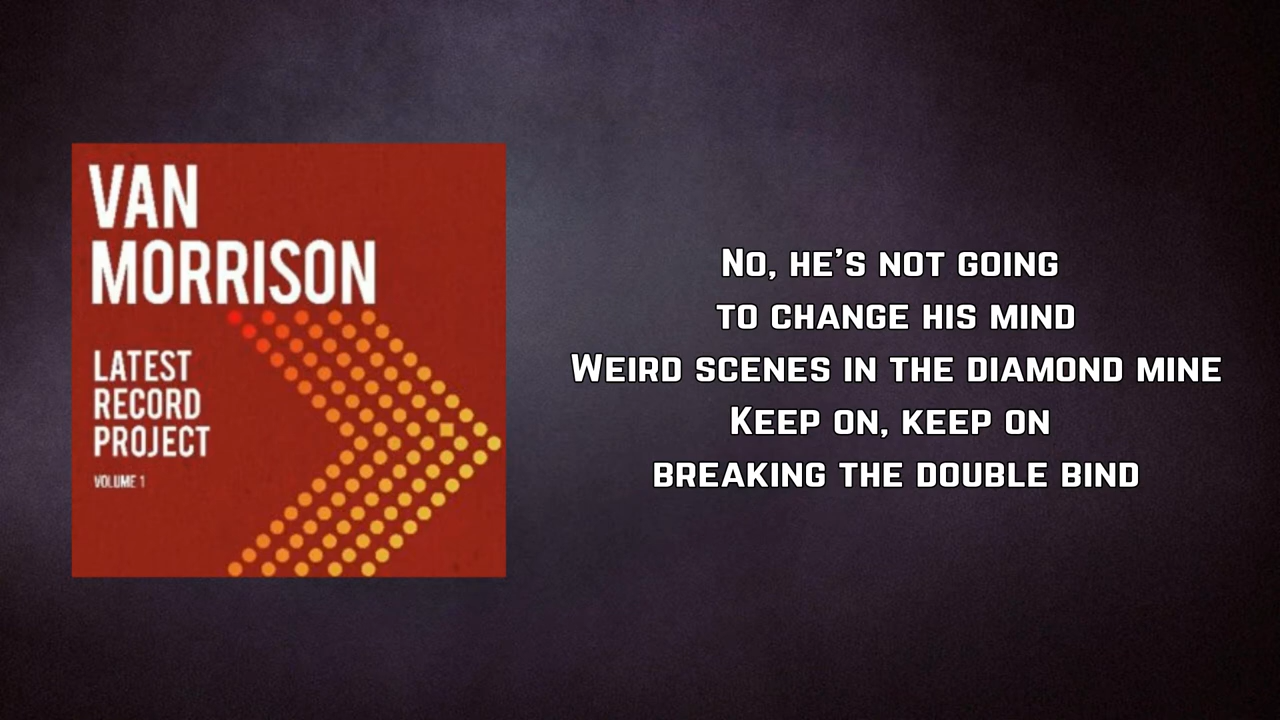 VAN
MORRISON
LATEST
RECORD
PROJECT
VOLUME 1
No, he's not going
to change his mind
Weird scenes in the diamond mine
Keep on, keep on
breaking the double bind